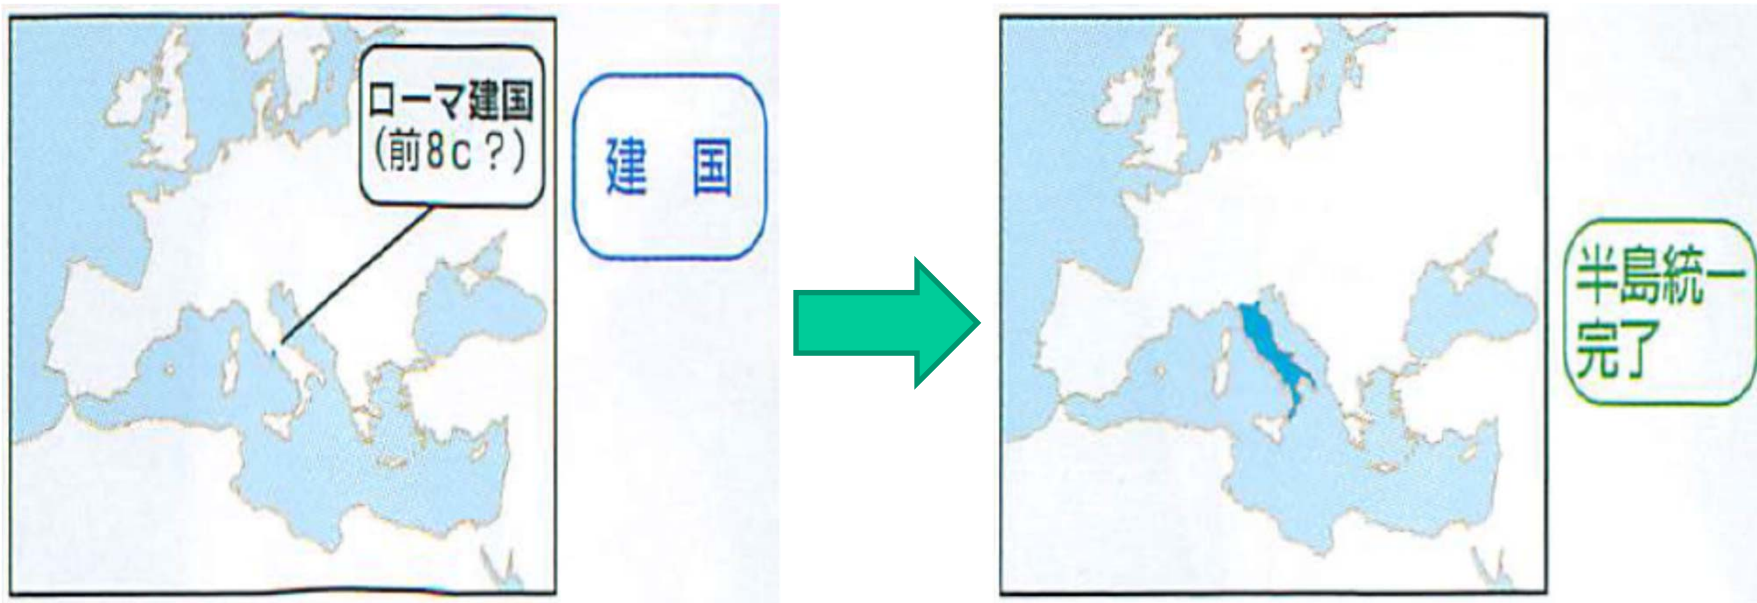 ローマ建国
(前8c?)
建 国
半島統一
完了